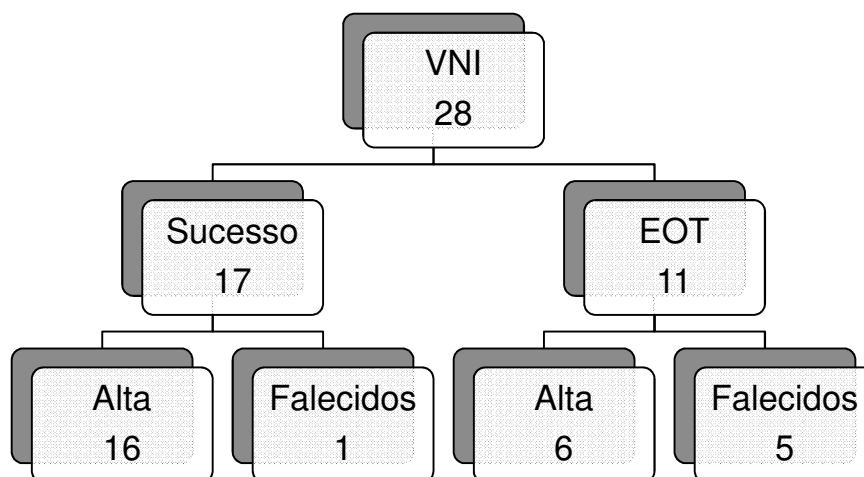 VNI
28
Sucesso
17
EOT
11
Alta
16
Falecidos
1
Alta
6
Falecidos
5